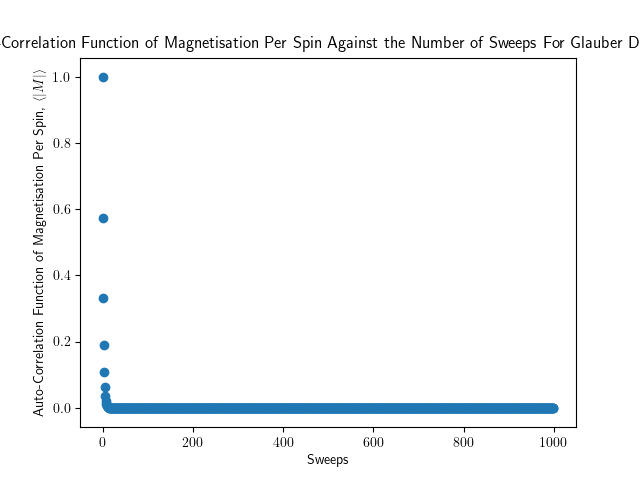 -Correlation Function of Magnetisation Per Spin Against the Number of Sweeps For Glauber D
Auto-Correlation Function of Magnetisation Per Spin, ⟨|M|⟩
1.0
0.8
0.6
0.4
0.2
0.0
0 200 400 600 800 1000
Sweeps